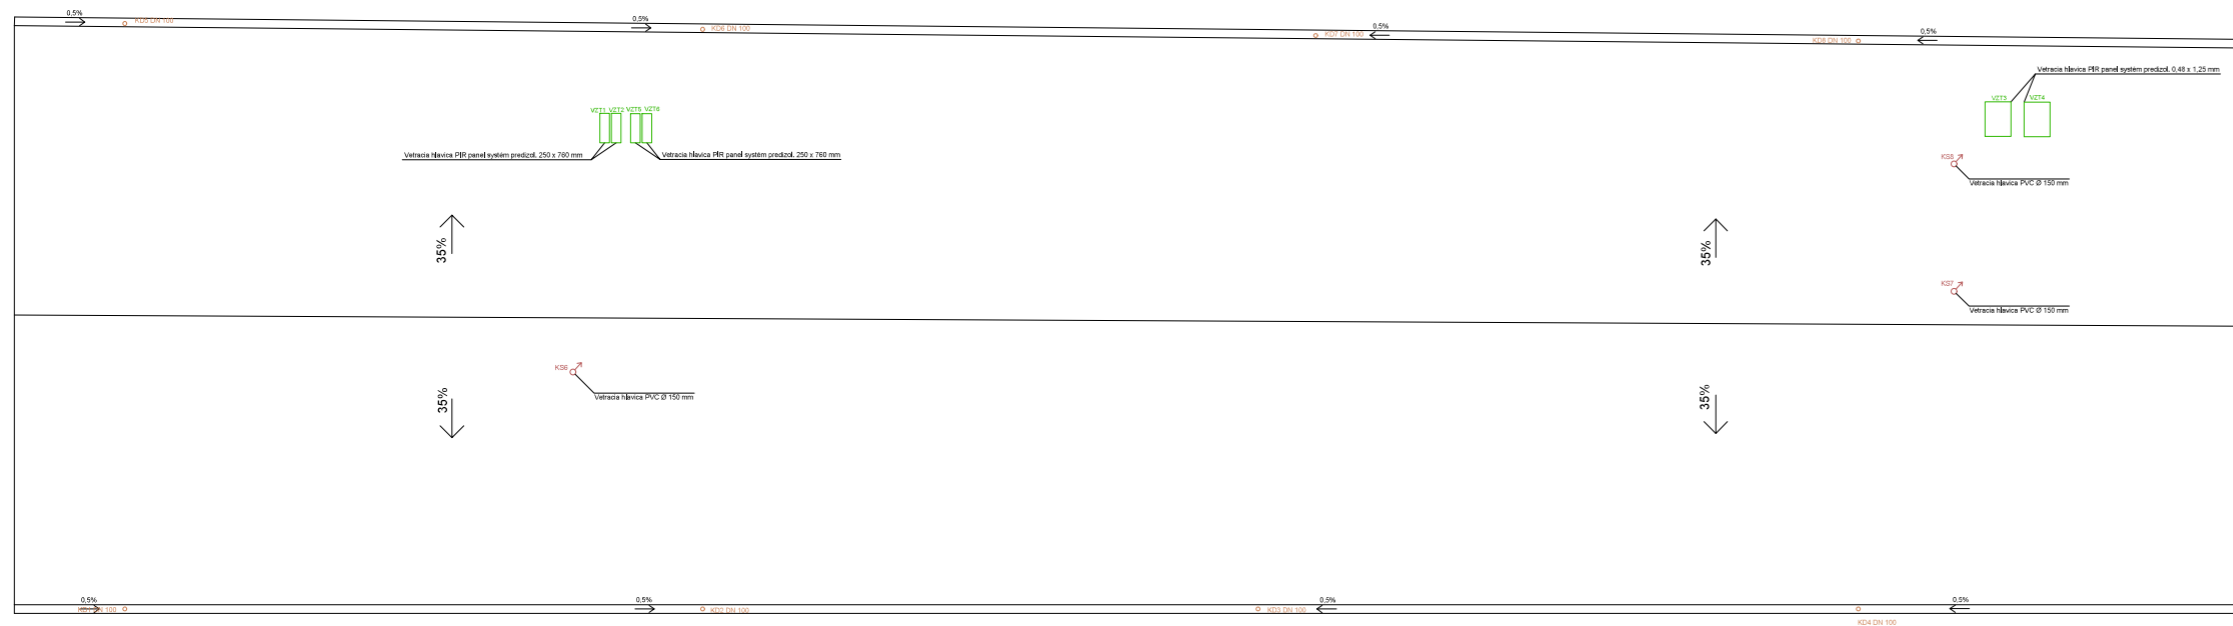 0,5%
KD5 DN 100
0,5%
KD6 DN 100
0,5%
KD7 DN 100
0,5%
KD8 DN 100
Vetracia hlavica PIR panel systém predizol. 0,48 x 1,25 mm
VZT3
VZT4
VZT1
VZT2
VZT5
VZT6
Vetracia hlavica PIR panel systém predizol. 250 x 760 mm
Vetracia hlavica PIR panel systém predizol. 250 x 760 mm
KS8
Vetracia hlavica PVC Ø 150 mm
35%
35%
KS7
Vetracia hlavica PVC Ø 150 mm
KS6
Vetracia hlavica PVC Ø 150 mm
35%
35%
0,5%
KD1 DN 100
0,5%
KD2 DN 100
0,5%
KD3 DN 100
0,5%
KD4 DN 100